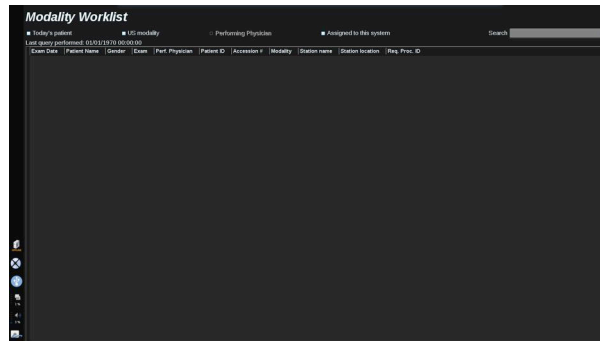 Modality Worklist
Today's patient US modality Performing Physician Assigned to this system Search
Last query performed: 01/01/1970 00:00:00
Exam Date Patient Name Gender Exam Perf. Physician Patient ID Accession # Modality Station name Station location Req. Proc. ID